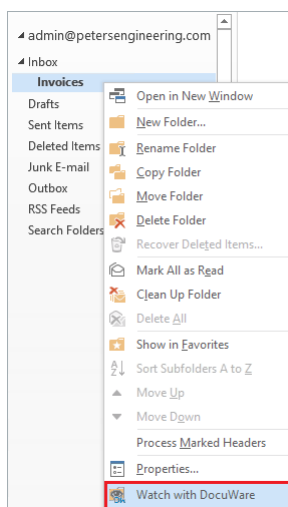 admin@petersengineering.com
Inbox
Invoices
Drafts
Sent Items
Deleted Items
Junk E-mail
Outbox
RSS Feeds
Search Folders
Open in New Window
New Folder...
Rename Folder
Copy Folder
Move Folder
Delete Folder
Recover Deleted Items...
Mark All as Read
Clean Up Folder
Delete All
Show in Favorites
Sort Subfolders A to Z
Move Up
Move Down
Process Marked Headers
Properties...
Watch with DocuWare